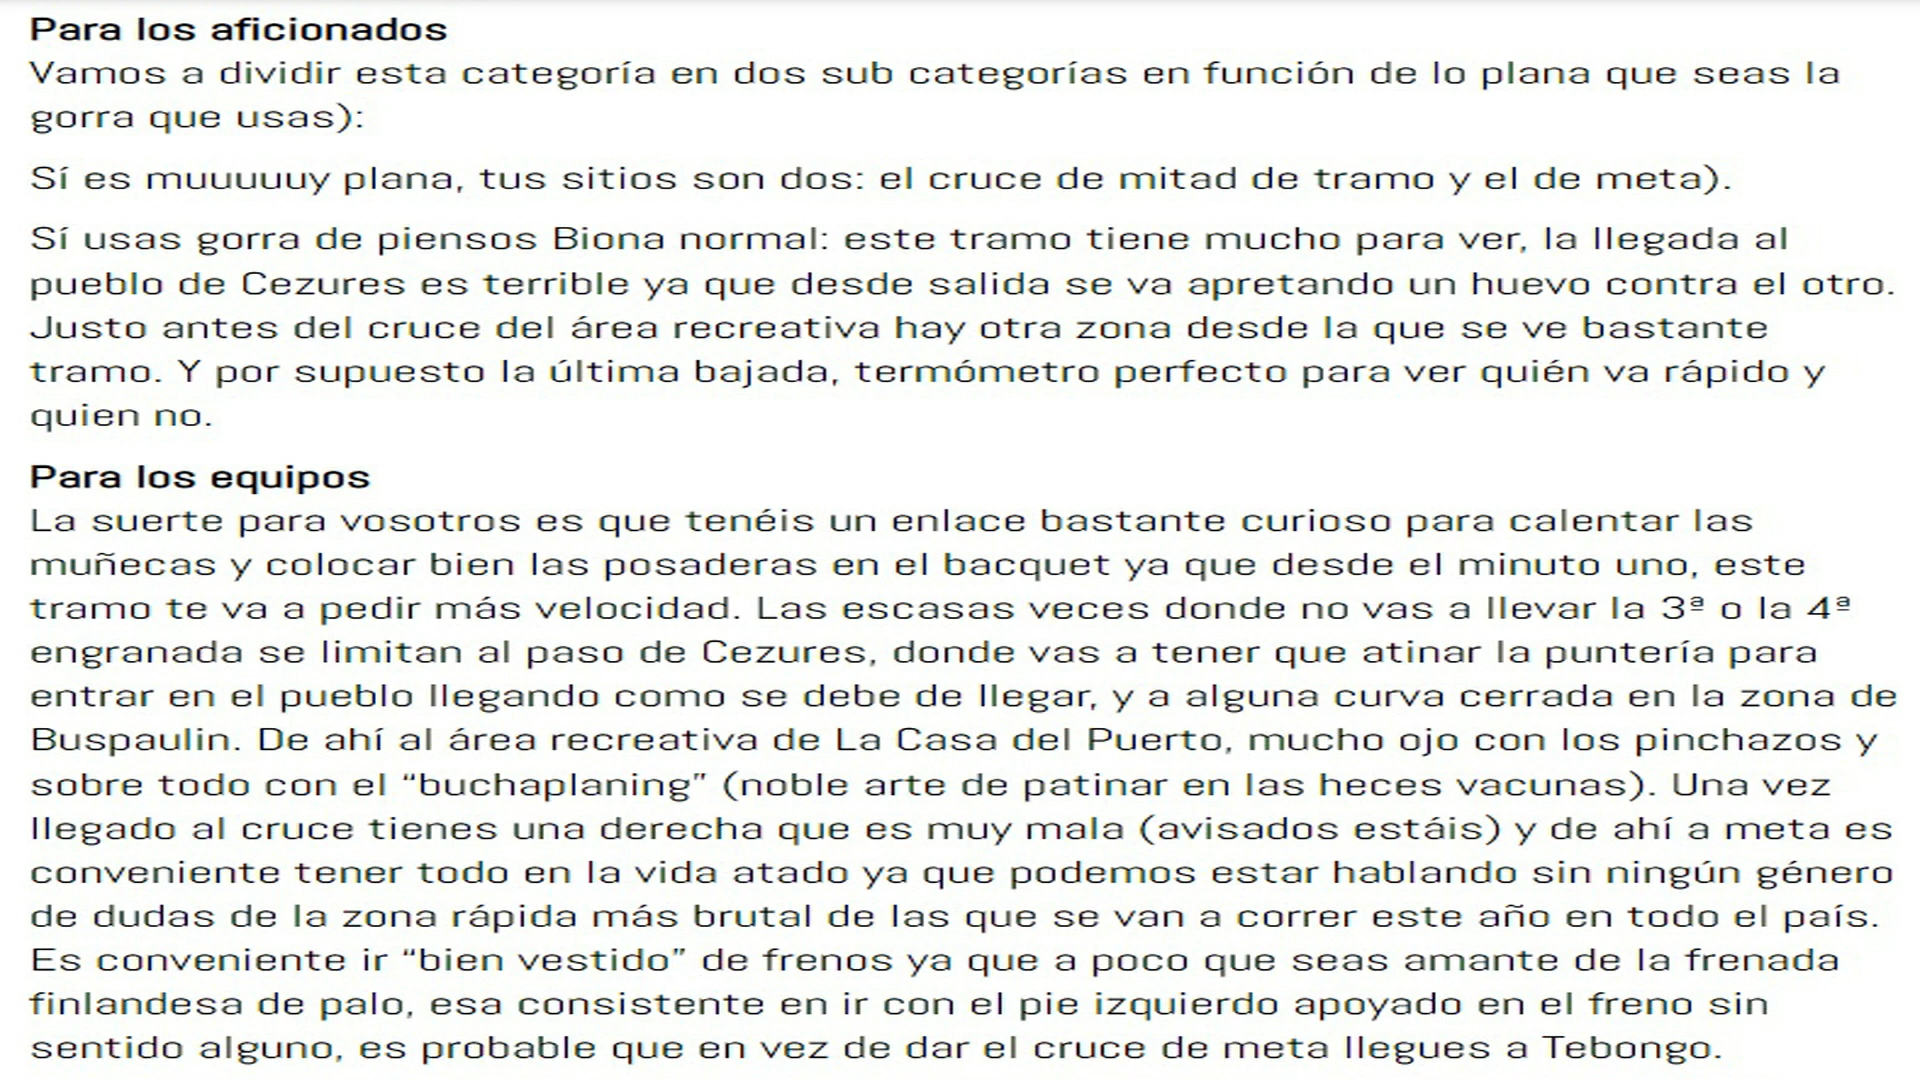 Para los aficionados
Vamos a dividir esta categoría en dos sub categorías en función de lo plana que seas la
gorra que usas):
Sí es muuuuuy plana, tus sitios son dos: el cruce de mitad de tramo y el de meta).
Sí usas gorra de piensos Biona normal: este tramo tiene mucho para ver, la llegada al
pueblo de Cezures es terrible ya que desde salida se va apretando un huevo contra el otro.
Justo antes del cruce del área recreativa hay otra zona desde la que se ve bastante
tramo. Y por supuesto la última bajada, termómetro perfecto para ver quién va rápido y
quien no.
Para los equipos
La suerte para vosotros es que tenéis un enlace bastante curioso para calentar las
muñecas y colocar bien las posaderas en el bacquet ya que desde el minuto uno, este
tramo te va a pedir más velocidad. Las escasas veces donde no vas a llevar la 3ª o la 4ª
engranada se limitan al paso de Cezures, donde vas a tener que atinar la puntería para
entrar en el pueblo llegando como se debe de llegar, y a alguna curva cerrada en la zona de
Buspaulin. De ahí al área recreativa de La Casa del Puerto, mucho ojo con los pinchazos y
sobre todo con el “buchaplaning” (noble arte de patinar en las heces vacunas). Una vez
llegado al cruce tienes una derecha que es muy mala (avisados estáis) y de ahí a meta es
conveniente tener todo en la vida atado ya que podemos estar hablando sin ningún género
de dudas de la zona rápida más brutal de las que se van a correr este año en todo el país.
Es conveniente ir “bien vestido” de frenos ya que a poco que seas amante de la frenada
finlandesa de palo, esa consistente en ir con el pie izquierdo apoyado en el freno sin
sentido alguno, es probable que en vez de dar el cruce de meta llegues a Tebongo.